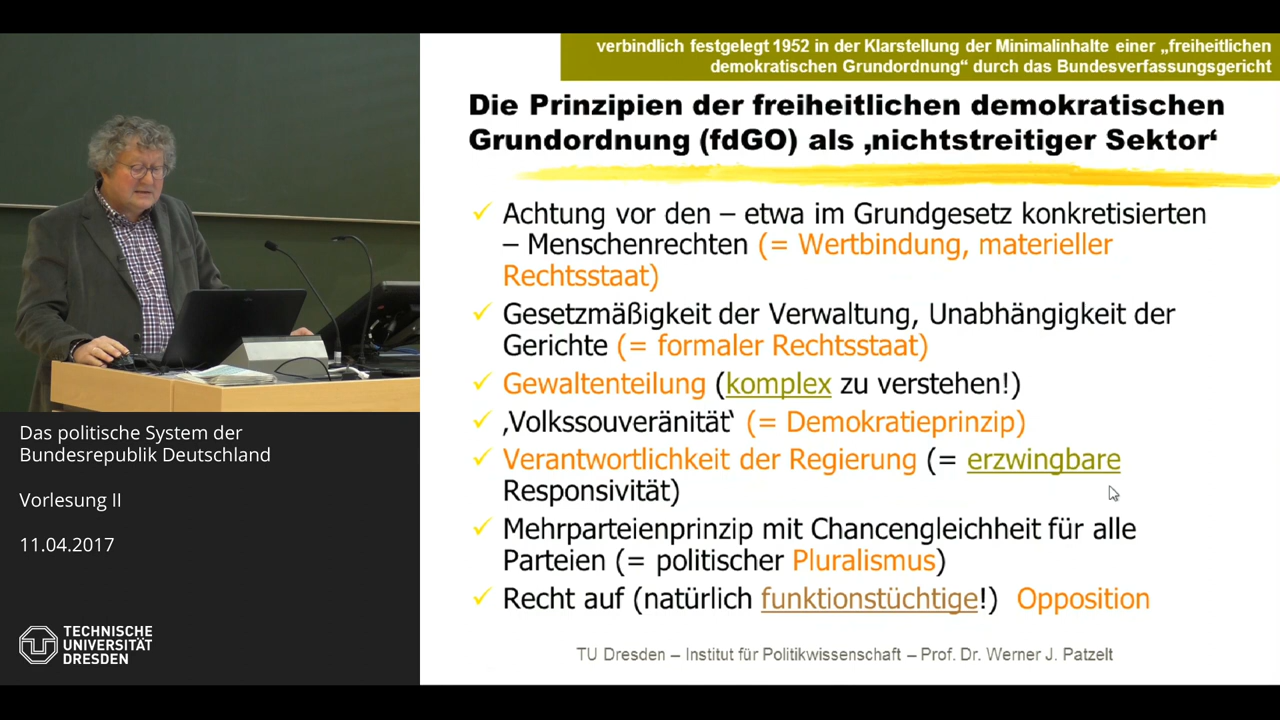 verbindlich festgelegt 1952 in der Klarstellung der Minimalinhalte einer „freiheitlichen
demokratischen Grundordnung“ durch das Bundesverfassungsgericht
Die Prinzipien der freiheitlichen demokratischen
Grundordnung (fdGO) als ‚nichtstreitiger Sektor‘
✓ Achtung vor den – etwa im Grundgesetz konkretisierten
– Menschenrechten (= Wertbindung, materieller
Rechtsstaat)
✓ Gesetzmäßigkeit der Verwaltung, Unabhängigkeit der
Gerichte (= formaler Rechtsstaat)
✓ Gewaltenteilung (komplex zu verstehen!)
✓ ‚Volkssouveränität‘ (= Demokratieprinzip)
✓ Verantwortlichkeit der Regierung (= erzwingbare
Responsivität)
✓ Mehrparteienprinzip mit Chancengleichheit für alle
Parteien (= politischer Pluralismus)
✓ Recht auf (natürlich funktionstüchtige!) Opposition
TU Dresden – Institut für Politikwissenschaft – Prof. Dr. Werner J. Patzelt
Das politische System der
Bundesrepublik Deutschland
Vorlesung II
11.04.2017
TECHNISCHE
UNIVERSITÄT
DRESDEN